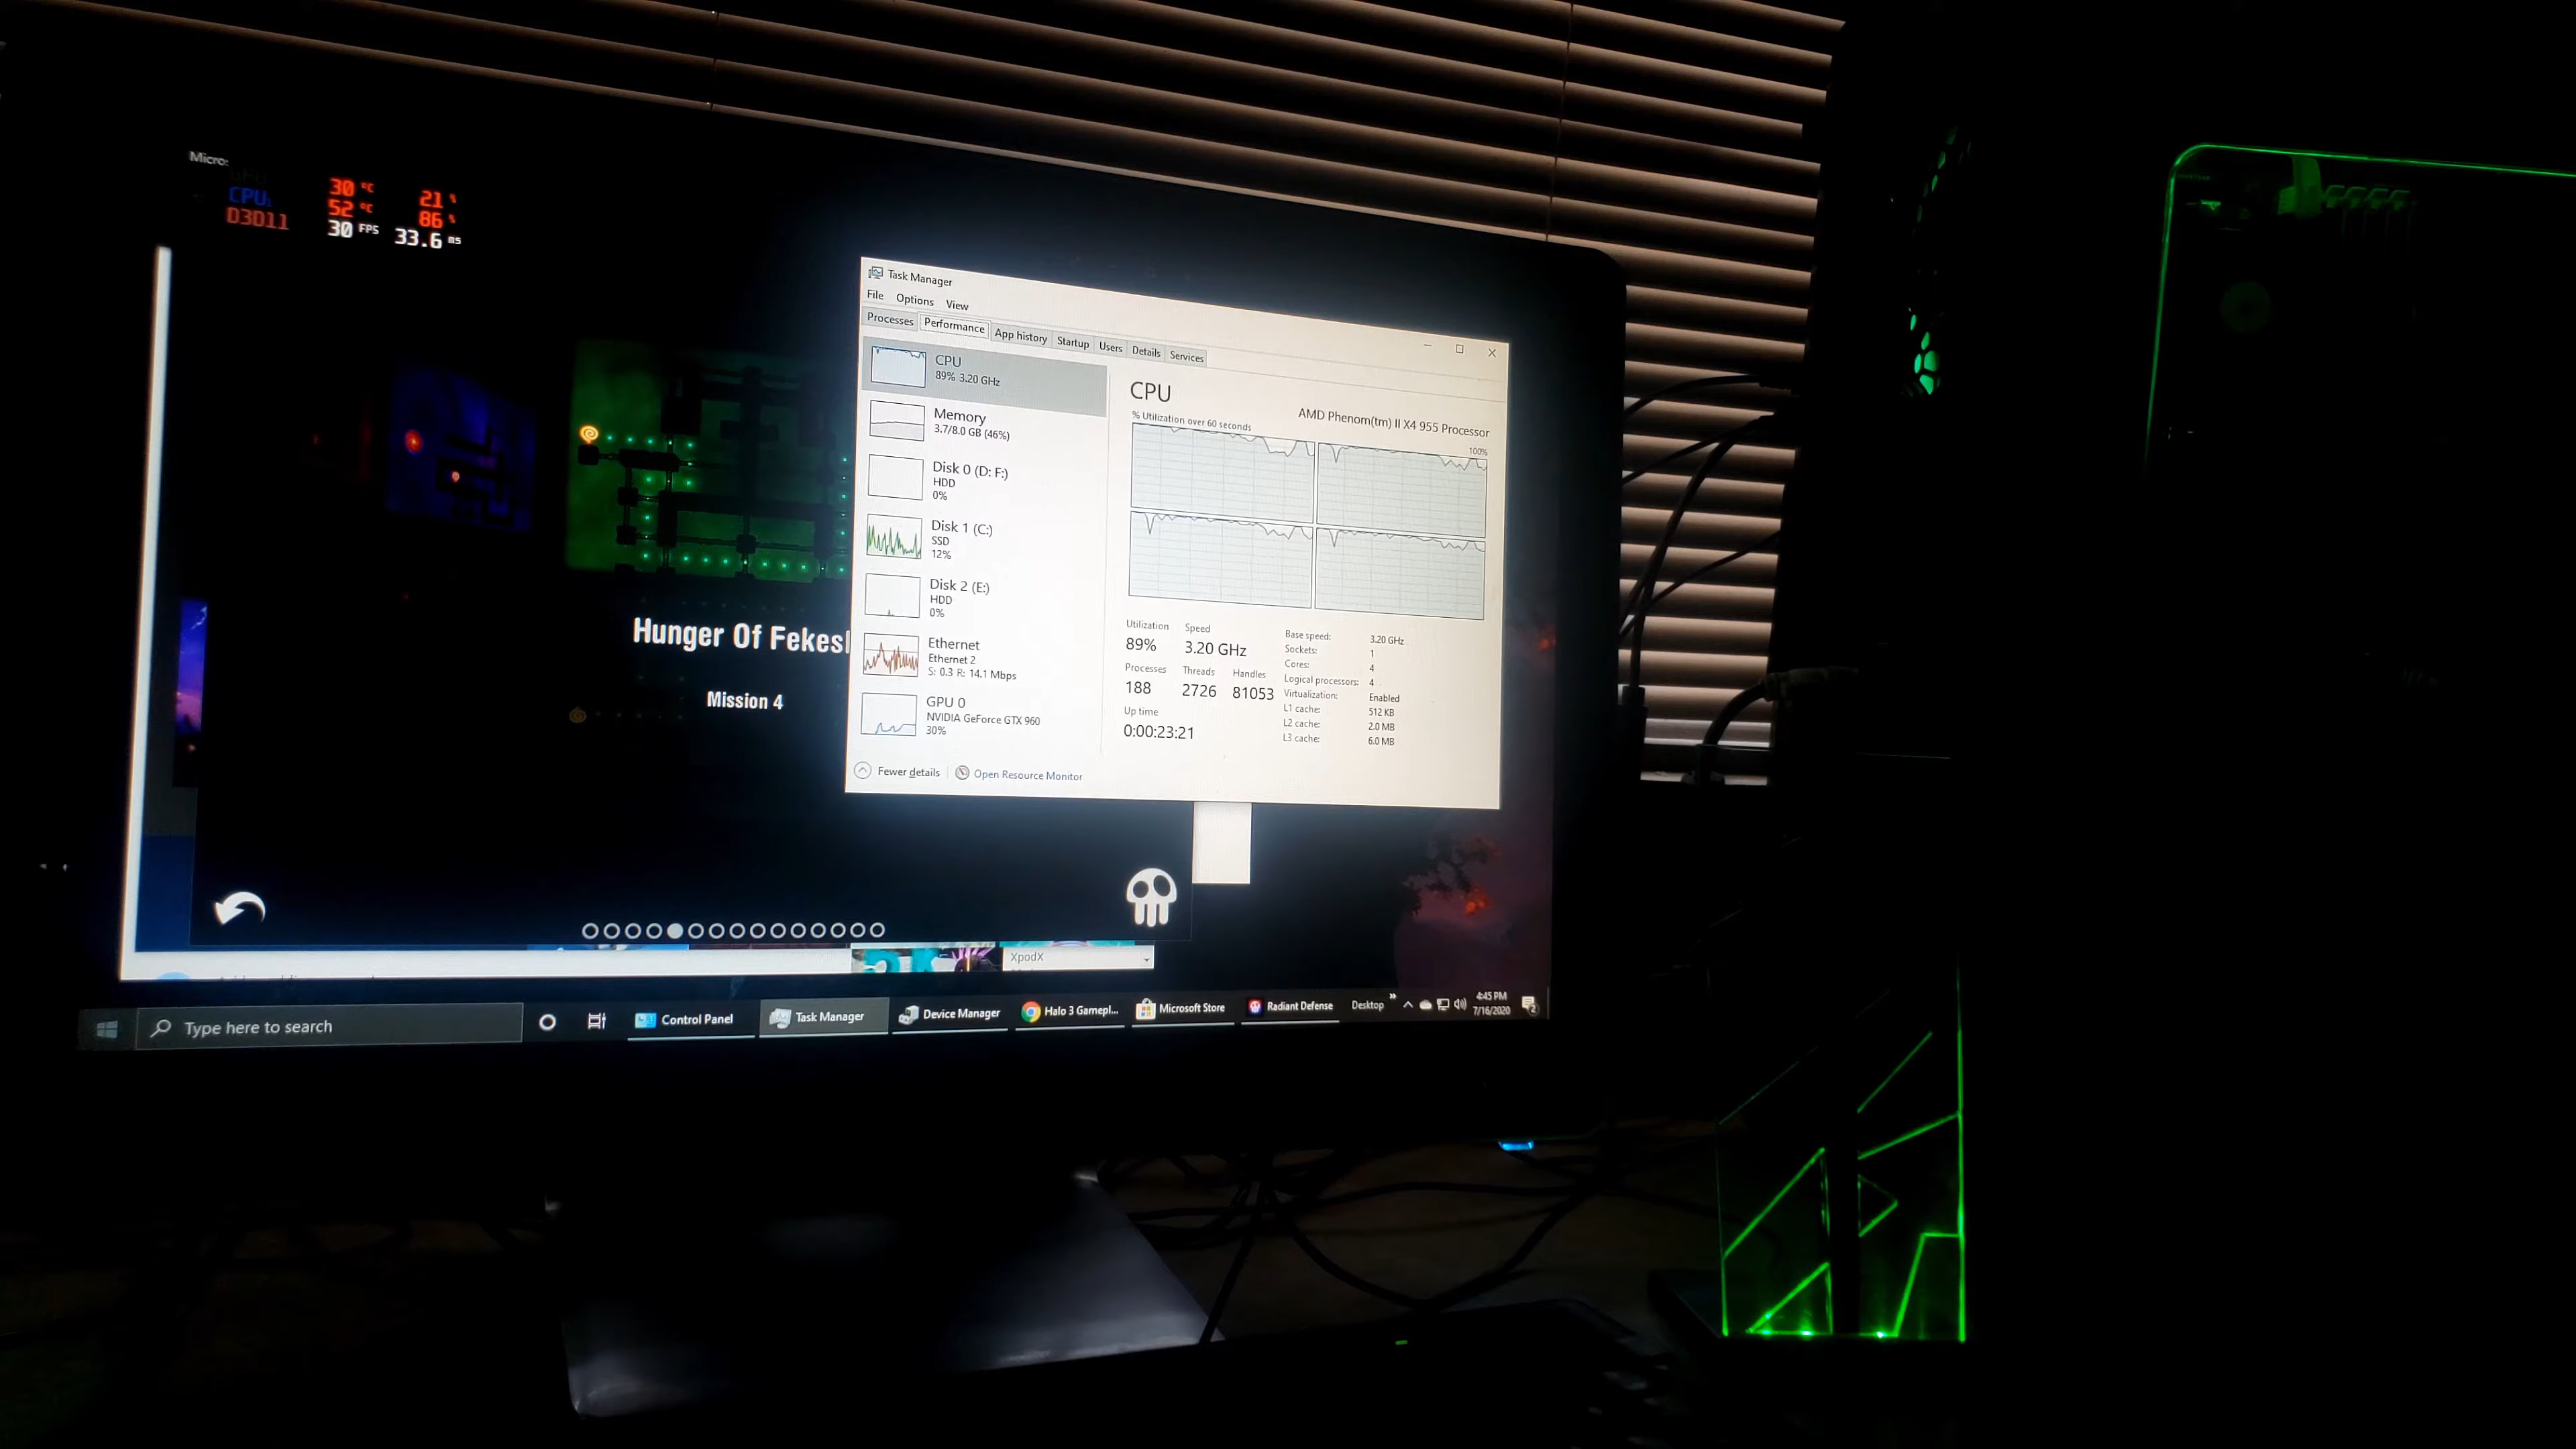 Micro:
GPU 30 °C 21 %
CPU 52 °C 86 %
D3D11 30 FPS 33.6 ms
Task Manager
File Options View
Processes Performance App history Startup Users Details Services
CPU
89% 3.20 GHz
Memory
3.7/8.0 GB (46%)
Disk 0 (D: F:)
HDD
0%
Disk 1 (C:)
SSD
12%
Disk 2 (E:)
HDD
0%
Ethernet
Ethernet 2
S: 0.3 R: 14.1 Mbps
GPU 0
NVIDIA GeForce GTX 960
30%
Fewer details
Open Resource Monitor
CPU
AMD Phenom(tm) II X4 955 Processor
% Utilization over 60 seconds 100%
Utilization Speed
89% 3.20 GHz
Processes Threads Handles
188 2726 81053
Up time
0:00:23:21
Base speed: 3.20 GHz
Sockets: 1
Cores: 4
Logical processors: 4
Virtualization: Enabled
L1 cache: 512 KB
L2 cache: 2.0 MB
L3 cache: 6.0 MB
Hunger Of Fekes
Mission 4
XpodX
Type here to search
Control Panel
Task Manager
Device Manager
Halo 3 Gamepl...
Microsoft Store
Radiant Defense
Desktop
4:45 PM
7/16/2020
2